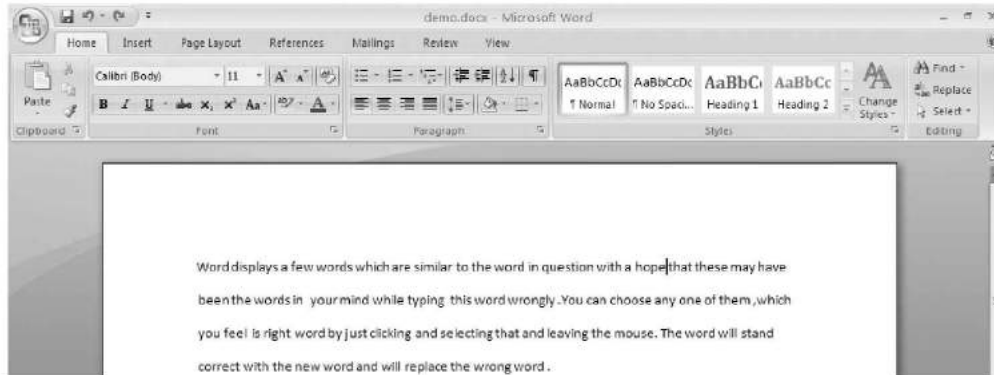 demo.docx - Microsoft Word
Home Insert Page Layout References Mailings Review View
Calibri (Body) 11 A A Aa
AaBbCcDc AaBbCcDc AaBbC AaBbCc
Find
Replace
Select
Paste
B I U abc x₂ x² Aa A
¶ Normal ¶ No Spaci... Heading 1 Heading 2
Change Styles
Clipboard Font Paragraph Styles Editing
Word displays a few words which are similar to the word in question with a hope that these may have
been the words in your mind while typing this word wrongly .You can choose any one of them ,which
you feel is right word by just clicking and selecting that and leaving the mouse. The word will stand
correct with the new word and will replace the wrong word .